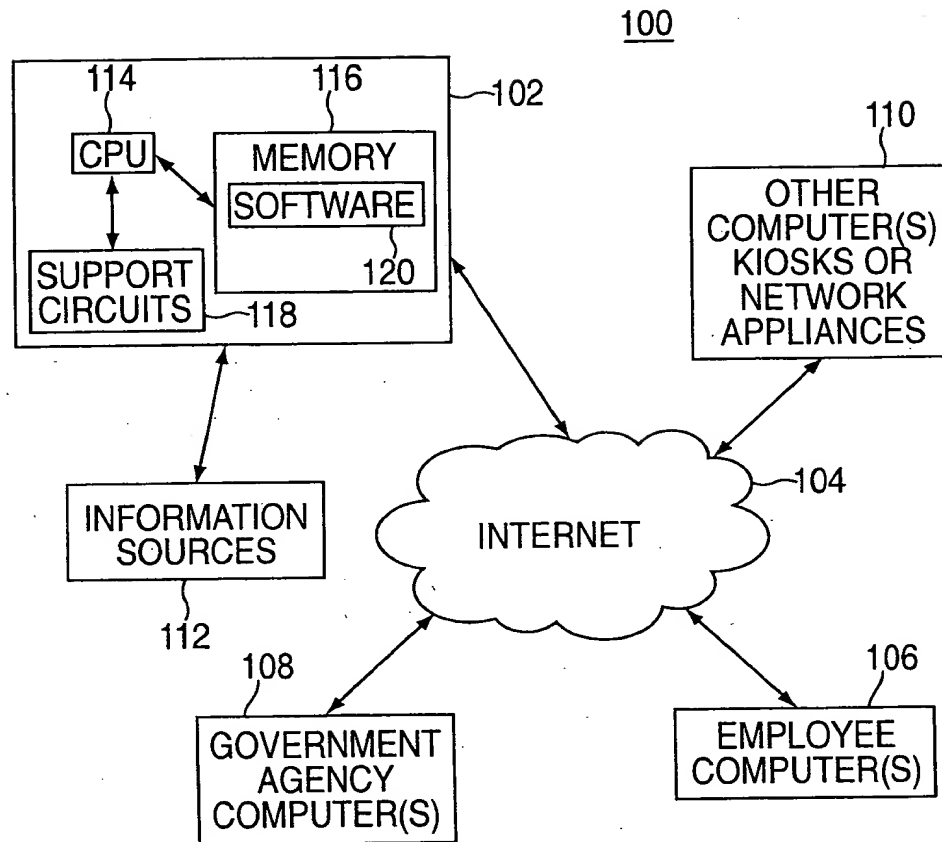 100
114
116
102
CPU
MEMORY
SOFTWARE
120
SUPPORT
CIRCUITS
118
110
OTHER
COMPUTER(S)
KIOSKS OR
NETWORK
APPLIANCES
INFORMATION
SOURCES
112
INTERNET
104
108
GOVERNMENT
AGENCY
COMPUTER(S)
106
EMPLOYEE
COMPUTER(S)